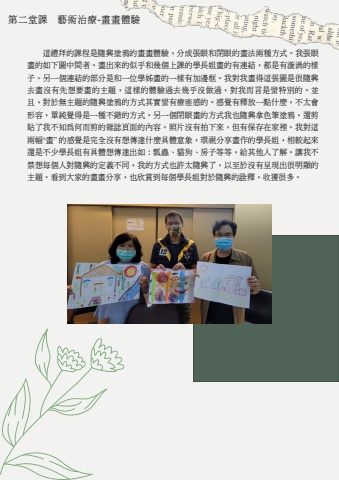 第二堂課　藝術治療-畫畫體驗
這禮拜的課程是隨興塗鴉的畫畫體驗，分成張眼和閉眼的畫法兩種方式。我張眼
畫的如下圖中間者。畫出來的似乎和幾個上課的學長姐畫的有連結，都是有漩渦的樣
子。另一個連結的部分是和一位學姊畫的一樣有加邊框。我對我畫得這張圖是很隨興
去畫沒有先想要畫的主題，這樣的體驗過去幾乎沒做過，對我而言是蠻特別的。並
且，對於無主題的隨興塗鴉的方式其實蠻有療癒感的。感覺有釋放一點什麼，不太會
形容，單純覺得是一種不錯的方式。另一個閉眼畫的方式我也隨興拿色筆塗鴉，還剪
貼了我不知為何而剪的雜誌頁面的內容。照片沒有拍下來，但有保存在家裡。我對這
兩幅"畫"的感覺是完全沒有想傳達什麼具體意象，環視分享畫作的學長姐，相較起來
還是不少學長姐有具體想傳達出如：瓢蟲、貓狗、房子等等，給其他人了解，讓我不
禁想每個人對隨興的定義不同，我的方式也許太隨興了，以至於沒有呈現出很明顯的
主題。看到大家的畫畫分享，也欣賞到每個學長姐對於隨興的詮釋，收獲很多。